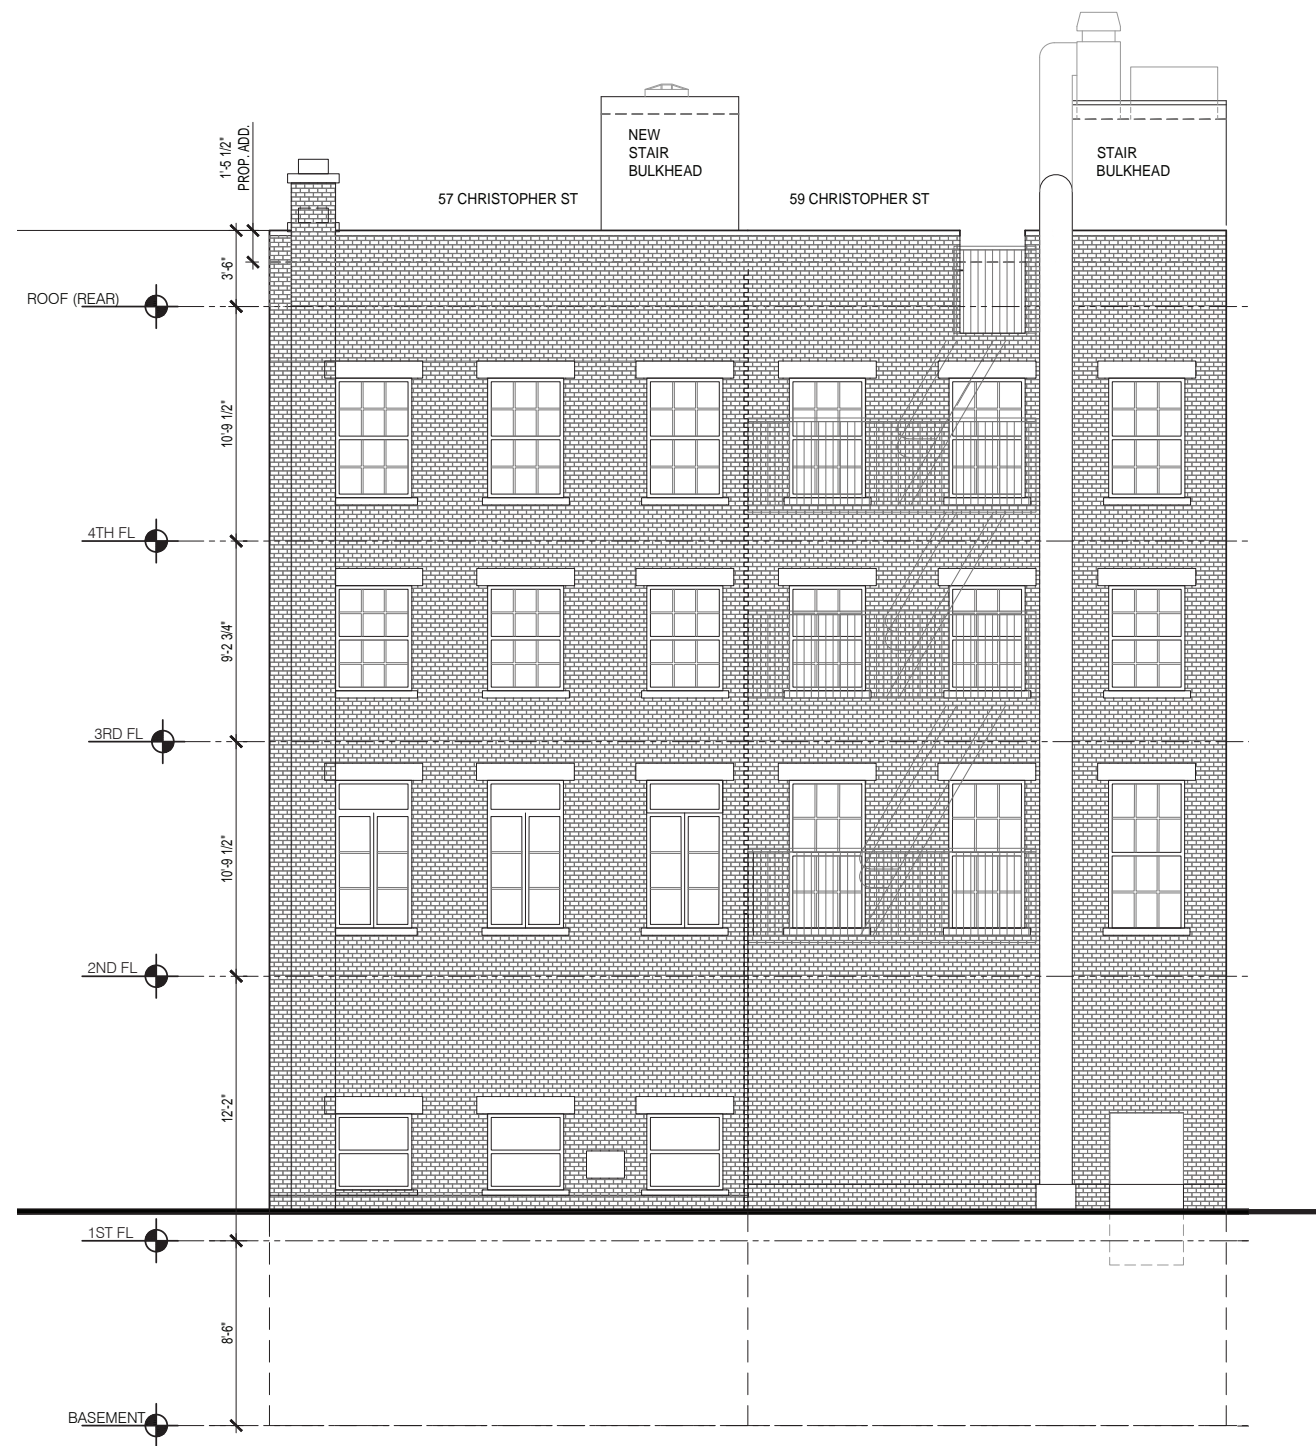 1'-5 1/2"
PROP. ADD.
NEW
STAIR
BULKHEAD
STAIR
BULKHEAD
57 CHRISTOPHER ST
59 CHRISTOPHER ST
3'-6"
ROOF (REAR)
10'-9 1/2"
4TH FL
9'-2 3/4"
3RD FL
10'-9 1/2"
2ND FL
12'-2"
1ST FL
8'-6"
BASEMENT